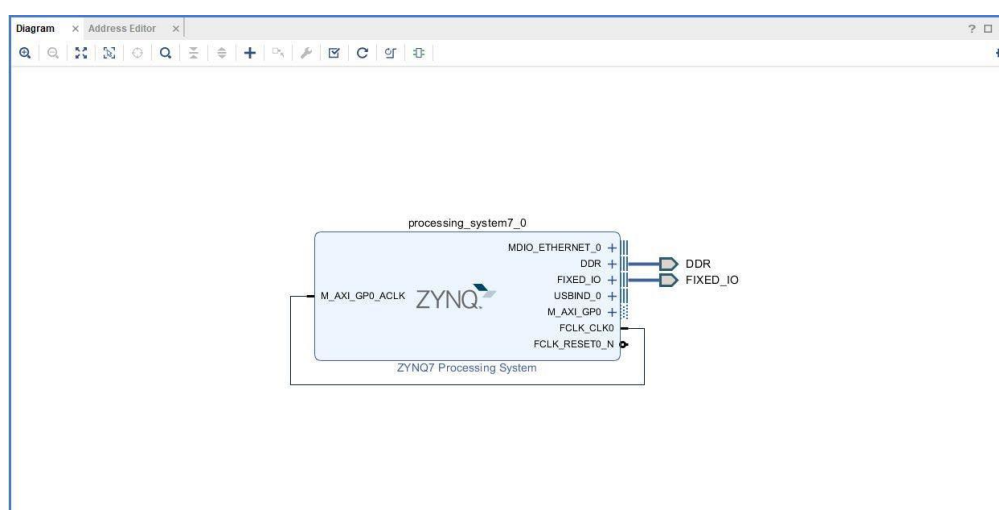 Diagram × Address Editor ×
processing_system7_0
MDIO_ETHERNET_0
DDR
FIXED_IO
USBIND_0
M_AXI_GP0
FCLK_CLK0
FCLK_RESET0_N
M_AXI_GP0_ACLK
ZYNQ
DDR
FIXED_IO
ZYNQ7 Processing System